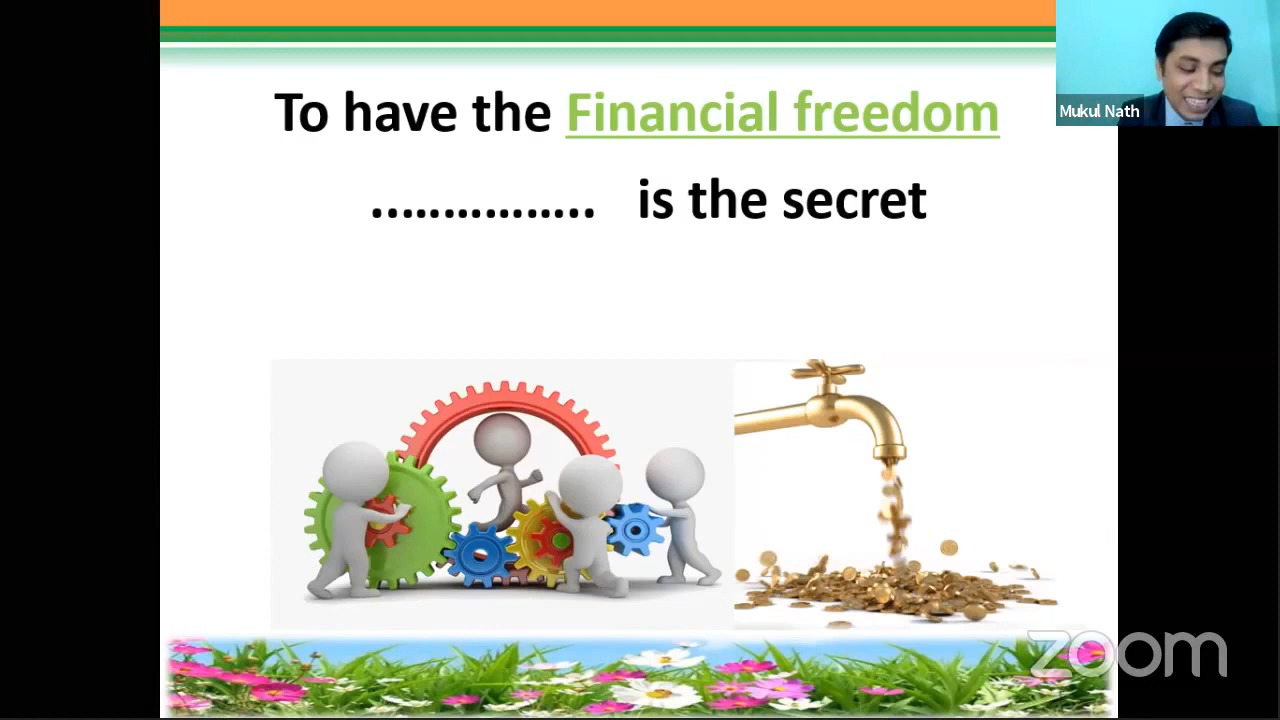 To have the Financial freedom
................ is the secret
Mukul Nath
zoom